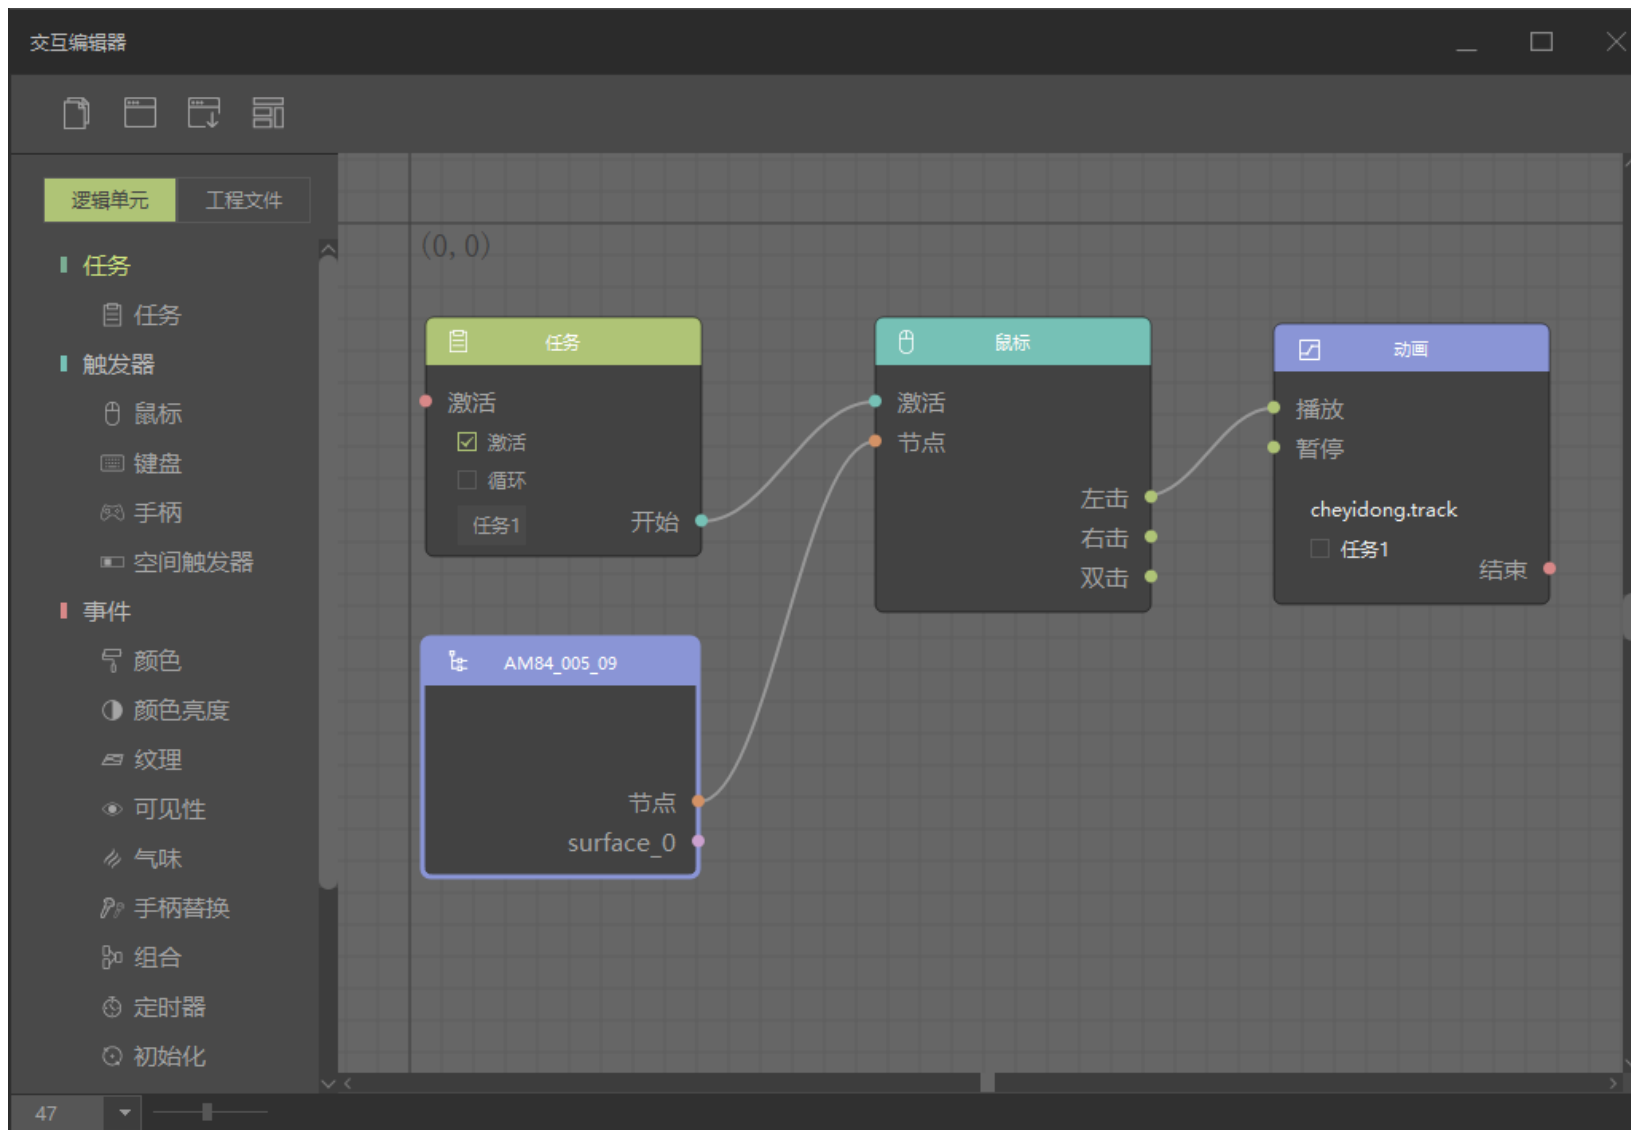 交互编辑器
逻辑单元
工程文件
任务
任务
触发器
鼠标
键盘
手柄
空间触发器
事件
颜色
颜色亮度
纹理
可见性
气味
手柄替换
组合
定时器
初始化
(0, 0)
任务
激活
激活
循环
任务1
开始
AM84_005_09
节点
surface_0
鼠标
激活
节点
左击
右击
双击
动画
播放
暂停
cheyidong.track
任务1
结束
47